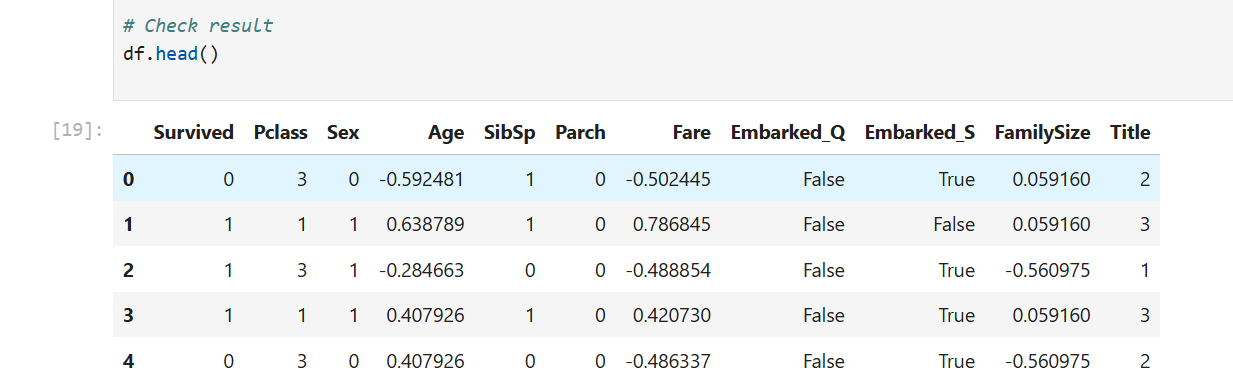 # Check result
df.head()
[19]:
Survived Pclass Sex Age SibSp Parch Fare Embarked_Q Embarked_S FamilySize Title
0 0 3 0 -0.592481 1 0 -0.502445 False True 0.059160 2
1 1 1 1 0.638789 1 0 0.786845 False False 0.059160 3
2 1 3 1 -0.284663 0 0 -0.488854 False True -0.560975 1
3 1 1 1 0.407926 1 0 0.420730 False True 0.059160 3
4 0 3 0 0.407926 0 0 -0.486337 False True -0.560975 2